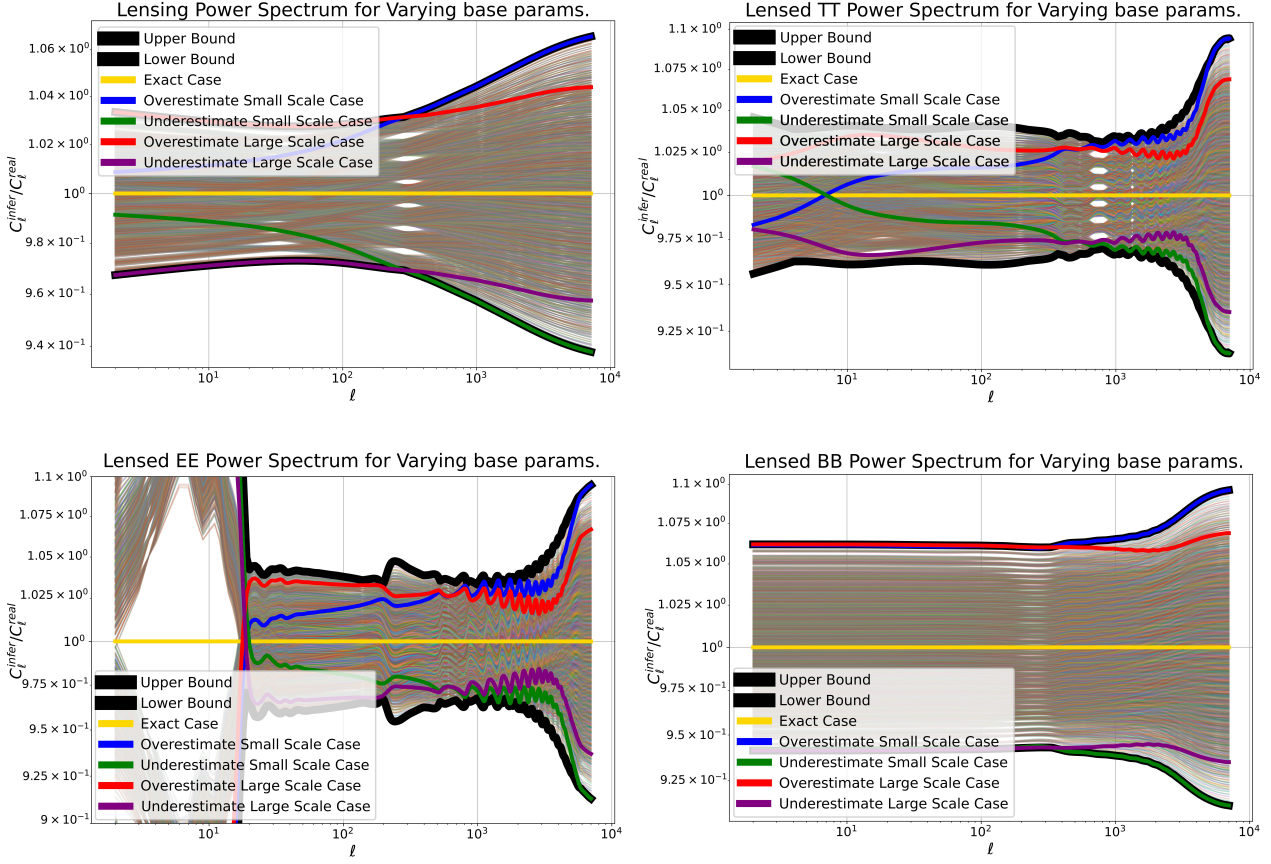 Lensing Power Spectrum for Varying base params.
1.06 × 10⁰
1.04 × 10⁰
1.02 × 10⁰
10⁰
9.8 × 10⁻¹
9.6 × 10⁻¹
9.4 × 10⁻¹
C_ℓ^infer/C_ℓ^real
Upper Bound
Lower Bound
Exact Case
Overestimate Small Scale Case
Underestimate Small Scale Case
Overestimate Large Scale Case
Underestimate Large Scale Case
10¹ 10² 10³ 10⁴
ℓ
Lensed TT Power Spectrum for Varying base params.
1.1 × 10⁰
1.075 × 10⁰
1.05 × 10⁰
1.025 × 10⁰
10⁰
9.75 × 10⁻¹
9.5 × 10⁻¹
9.25 × 10⁻¹
C_ℓ^infer/C_ℓ^real
Upper Bound
Lower Bound
Exact Case
Overestimate Small Scale Case
Underestimate Small Scale Case
Overestimate Large Scale Case
Underestimate Large Scale Case
10¹ 10² 10³ 10⁴
ℓ
Lensed EE Power Spectrum for Varying base params.
1.1 × 10⁰
1.075 × 10⁰
1.05 × 10⁰
1.025 × 10⁰
10⁰
9.75 × 10⁻¹
9.5 × 10⁻¹
9.25 × 10⁻¹
9 × 10⁻¹
C_ℓ^infer/C_ℓ^real
Upper Bound
Lower Bound
Exact Case
Overestimate Small Scale Case
Underestimate Small Scale Case
Overestimate Large Scale Case
Underestimate Large Scale Case
10¹ 10² 10³ 10⁴
ℓ
Lensed BB Power Spectrum for Varying base params.
1.1 × 10⁰
1.075 × 10⁰
1.05 × 10⁰
1.025 × 10⁰
10⁰
9.75 × 10⁻¹
9.5 × 10⁻¹
9.25 × 10⁻¹
C_ℓ^infer/C_ℓ^real
Upper Bound
Lower Bound
Exact Case
Overestimate Small Scale Case
Underestimate Small Scale Case
Overestimate Large Scale Case
Underestimate Large Scale Case
10¹ 10² 10³ 10⁴
ℓ